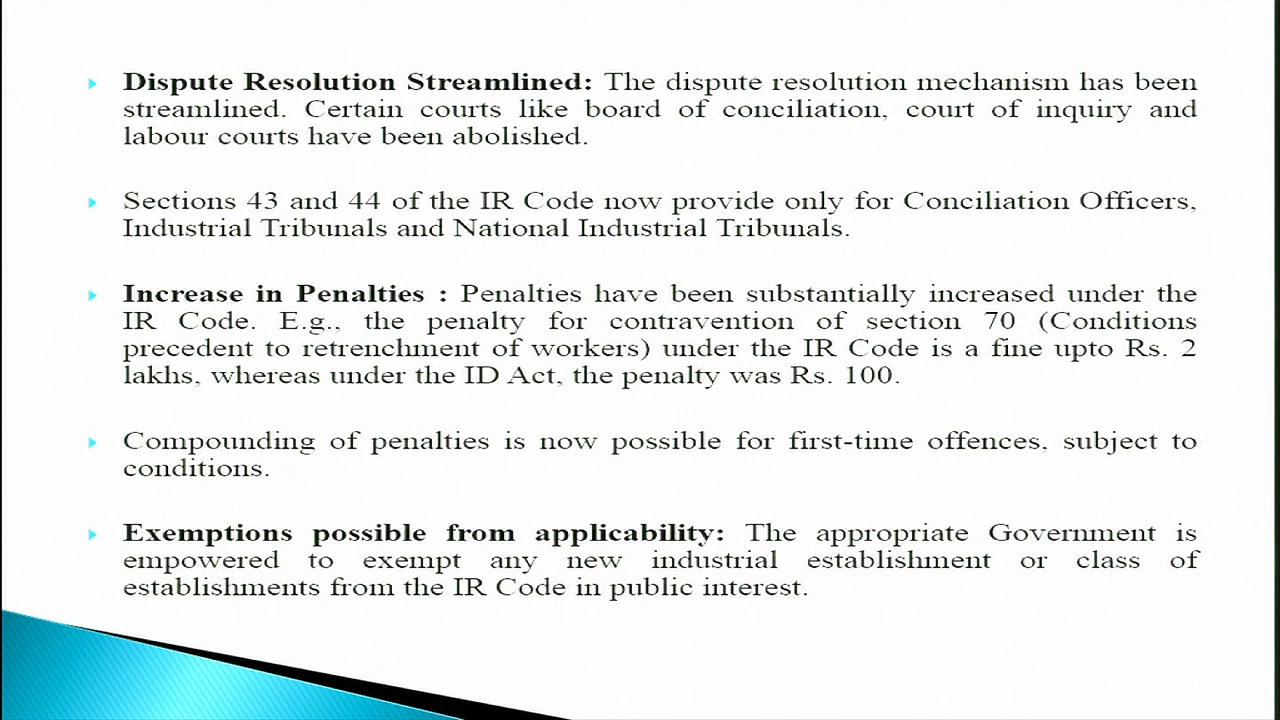 Dispute Resolution Streamlined: The dispute resolution mechanism has been
streamlined. Certain courts like board of conciliation, court of inquiry and
labour courts have been abolished.
Sections 43 and 44 of the IR Code now provide only for Conciliation Officers,
Industrial Tribunals and National Industrial Tribunals.
Increase in Penalties : Penalties have been substantially increased under the
IR Code. E.g., the penalty for contravention of section 70 (Conditions
precedent to retrenchment of workers) under the IR Code is a fine upto Rs. 2
lakhs, whereas under the ID Act, the penalty was Rs. 100.
Compounding of penalties is now possible for first-time offences, subject to
conditions.
Exemptions possible from applicability: The appropriate Government is
empowered to exempt any new industrial establishment or class of
establishments from the IR Code in public interest.